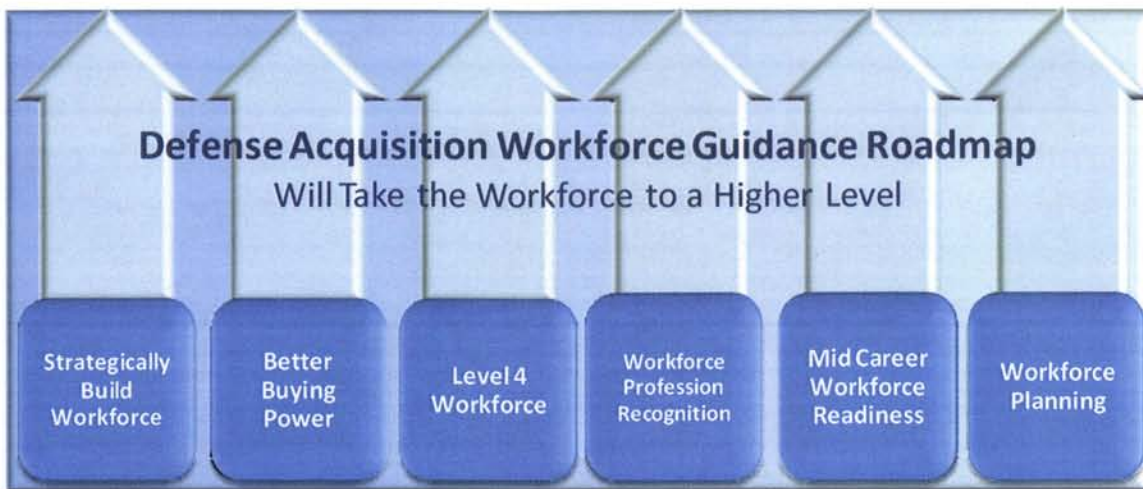 Defense Acquisition Workforce Guidance Roadmap
Will Take the Workforce to a Higher Level
Strategically
Build
Workforce
Better
Buying
Power
Level 4
Workforce
Workforce
Profession
Recognition
Mid Career
Workforce
Readiness
Workforce
Planning